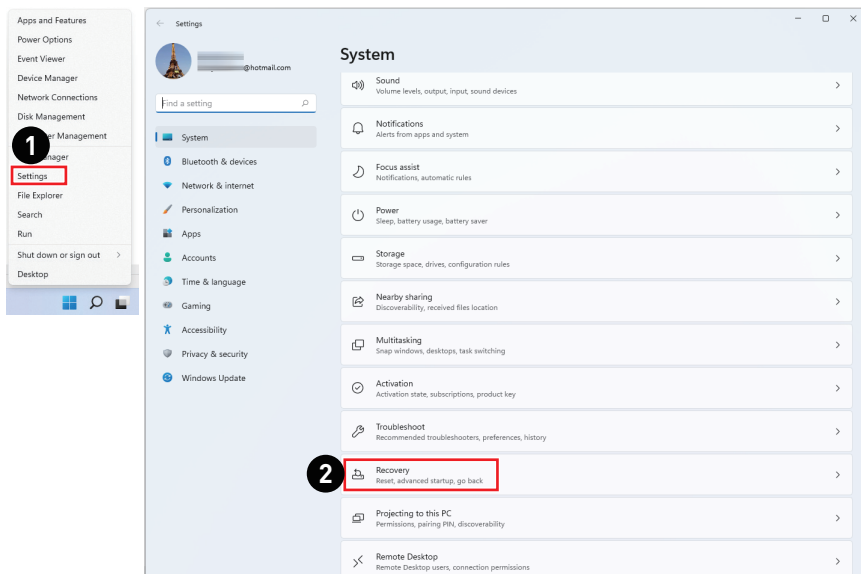 Apps and Features
Power Options
Event Viewer
Device Manager
Network Connections
Disk Management
Management
1
Settings
File Explorer
Search
Run
Shut down or sign out
Desktop
Settings
@hotmail.com
Find a setting
System
Bluetooth & devices
Network & internet
Personalization
Apps
Accounts
Time & language
Gaming
Accessibility
Privacy & security
Windows Update
System
Sound
Volume levels, output, input, sound devices
Notifications
Alerts from apps and system
Focus assist
Notifications, automatic rules
Power
Sleep, battery usage, battery saver
Storage
Storage space, drives, configuration rules
Nearby sharing
Discoverability, received files location
Multitasking
Snap windows, desktops, task switching
Activation
Activation state, subscriptions, product key
Troubleshoot
Recommended troubleshooters, preferences, history
2
Recovery
Reset, advanced startup, go back
Projecting to this PC
Permissions, pairing PIN, discoverability
Remote Desktop
Remote Desktop users, connection permissions